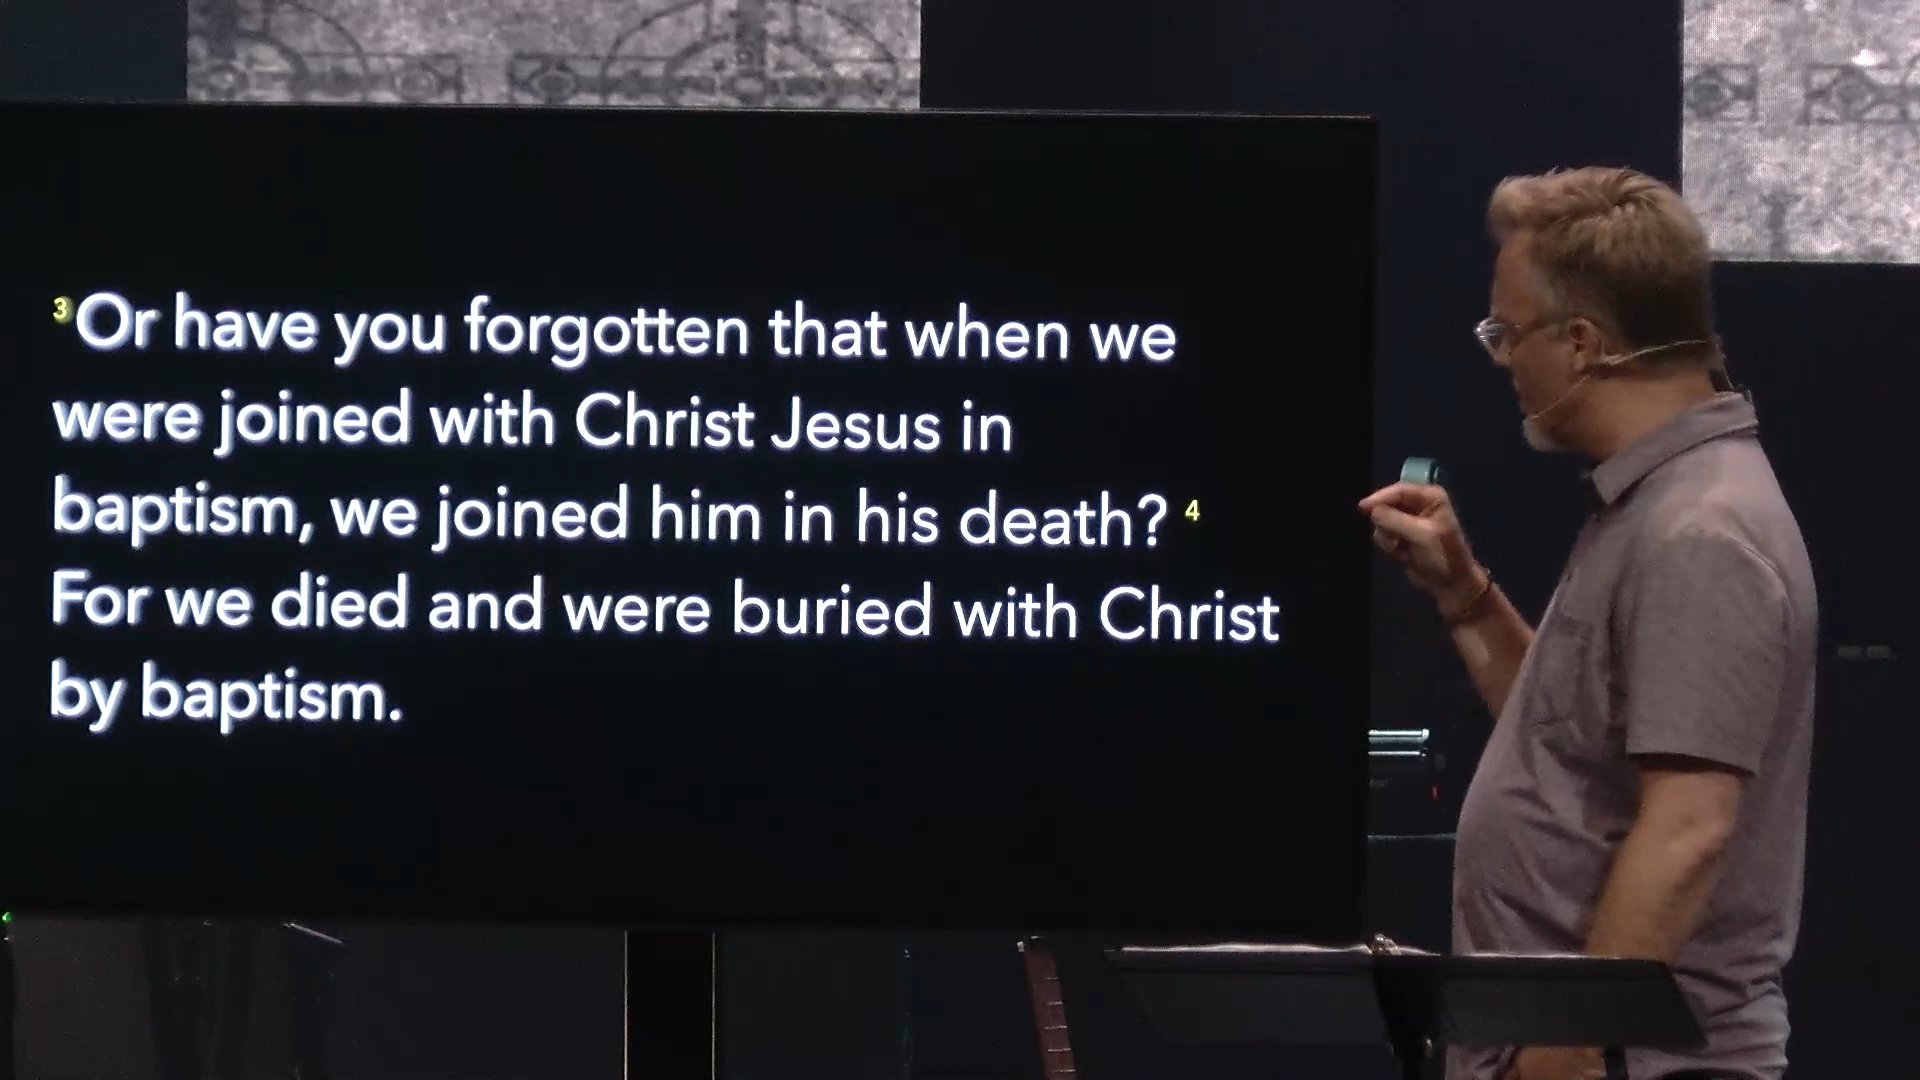 3Or have you forgotten that when we
were joined with Christ Jesus in
baptism, we joined him in his death? 4
For we died and were buried with Christ
by baptism.